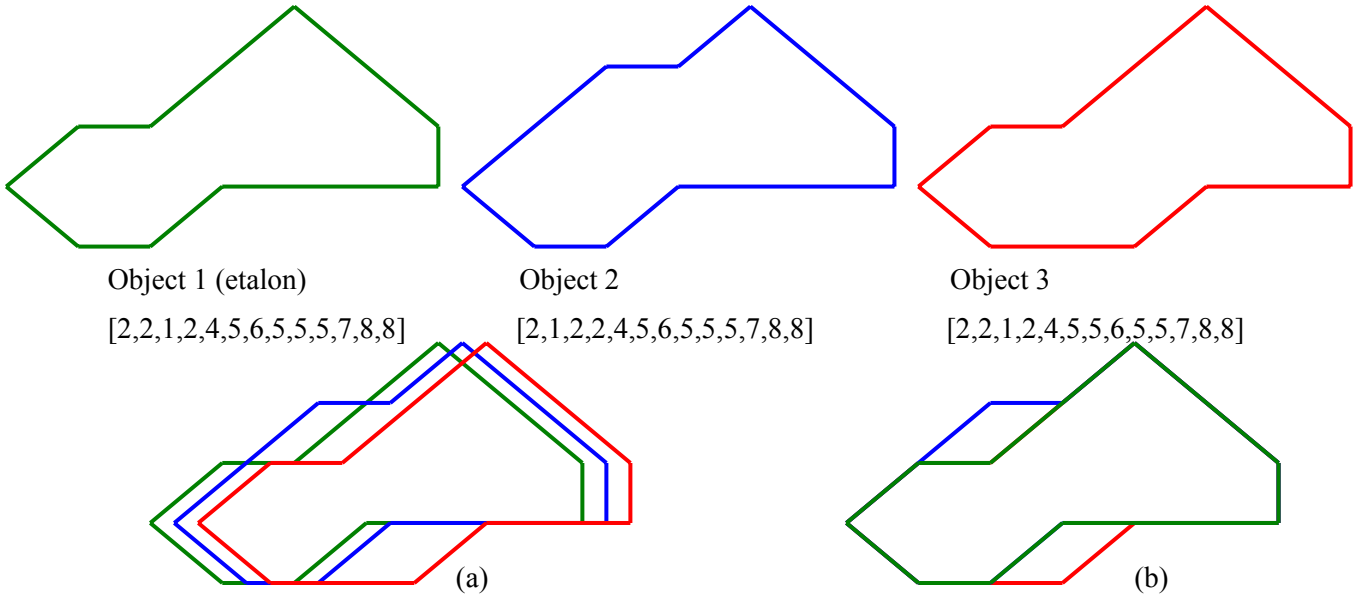 Object 1 (etalon)
Object 2
Object 3
[2,2,1,2,4,5,6,5,5,5,7,8,8]
[2,1,2,2,4,5,6,5,5,5,7,8,8]
[2,2,1,2,4,5,5,6,5,5,7,8,8]
(a)
(b)